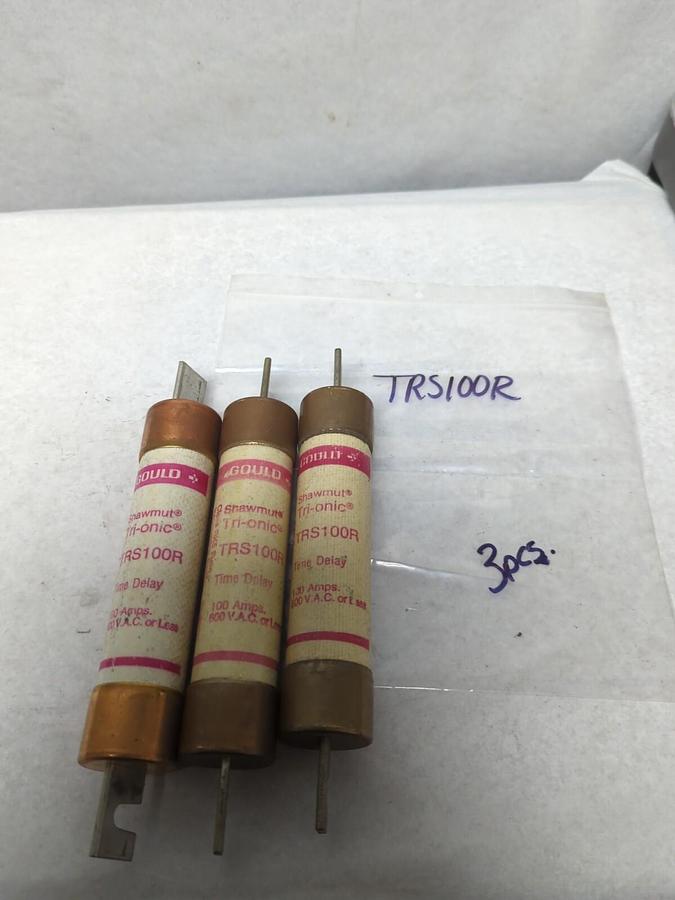 TRS100R
3pcs.
GOULD
Shawmut®
Tri-onic®
TRS100R
Time Delay
Amps.
V.A.C. or Less
GOULD
Shawmut®
Tri-onic®
TRS100R
Time Delay
100 Amps.
600 V.A.C. or
GOULD
Shawmut®
Tri-onic®
TRS100R
Time Delay
Amps.
V.A.C. or Less